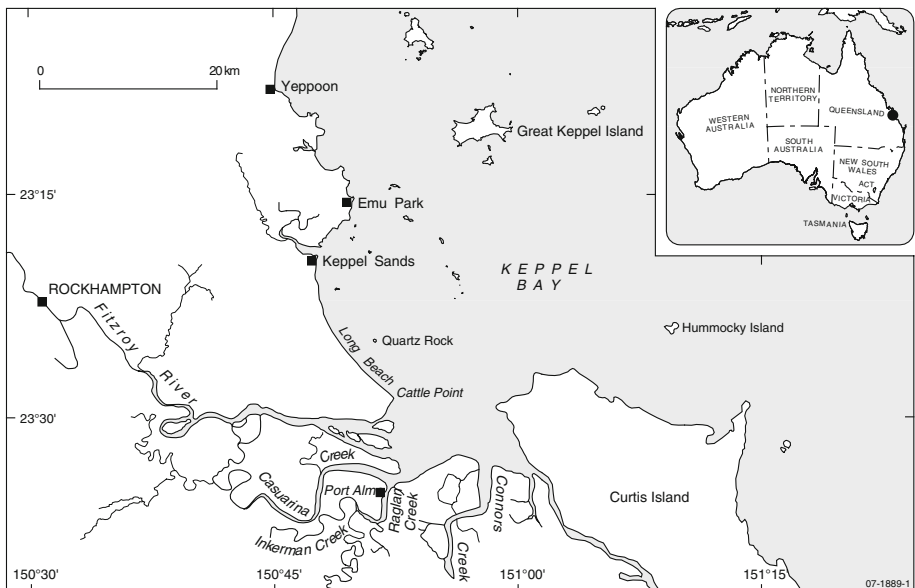 0
20 km
Yeppoon
Great Keppel Island
WESTERN
AUSTRALIA
NORTHERN
TERRITORY
SOUTH
AUSTRALIA
QUEENSLAND
NEW SOUTH
WALES
ACT
VICTORIA
TASMANIA
23°15'
Emu Park
Keppel Sands
KEPPEL
BAY
ROCKHAMPTON
Fitzroy
River
Long Beach
Quartz Rock
Hummocky Island
Cattle Point
23°30'
Creek
Casuarina
Port Alma
Raglan
Creek
Inkerman Creek
Connors
Creek
Curtis Island
150°30'
150°45'
151°00'
151°15'
07-1889-1